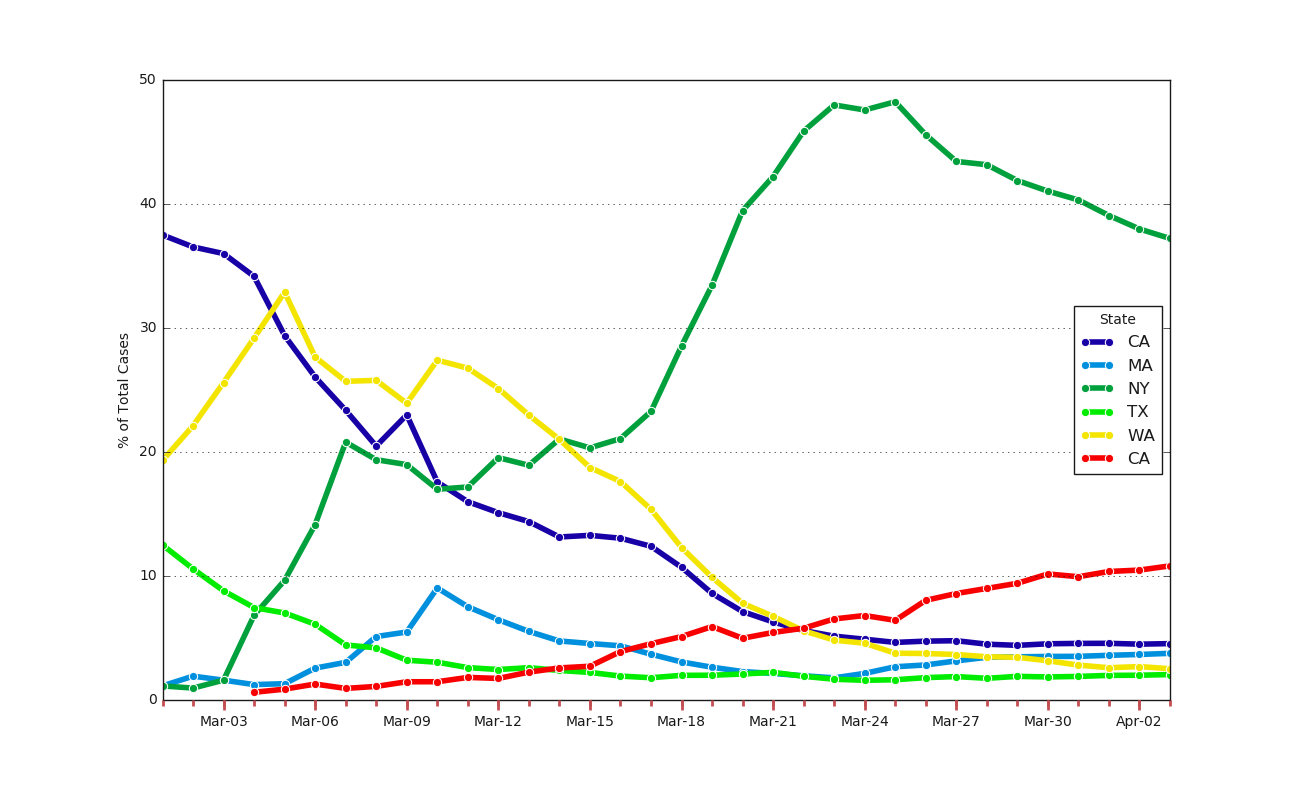 50
40
30
20
10
0
% of Total Cases
State
CA
MA
NY
TX
WA
CA
Mar-03 Mar-06 Mar-09 Mar-12 Mar-15 Mar-18 Mar-21 Mar-24 Mar-27 Mar-30 Apr-02